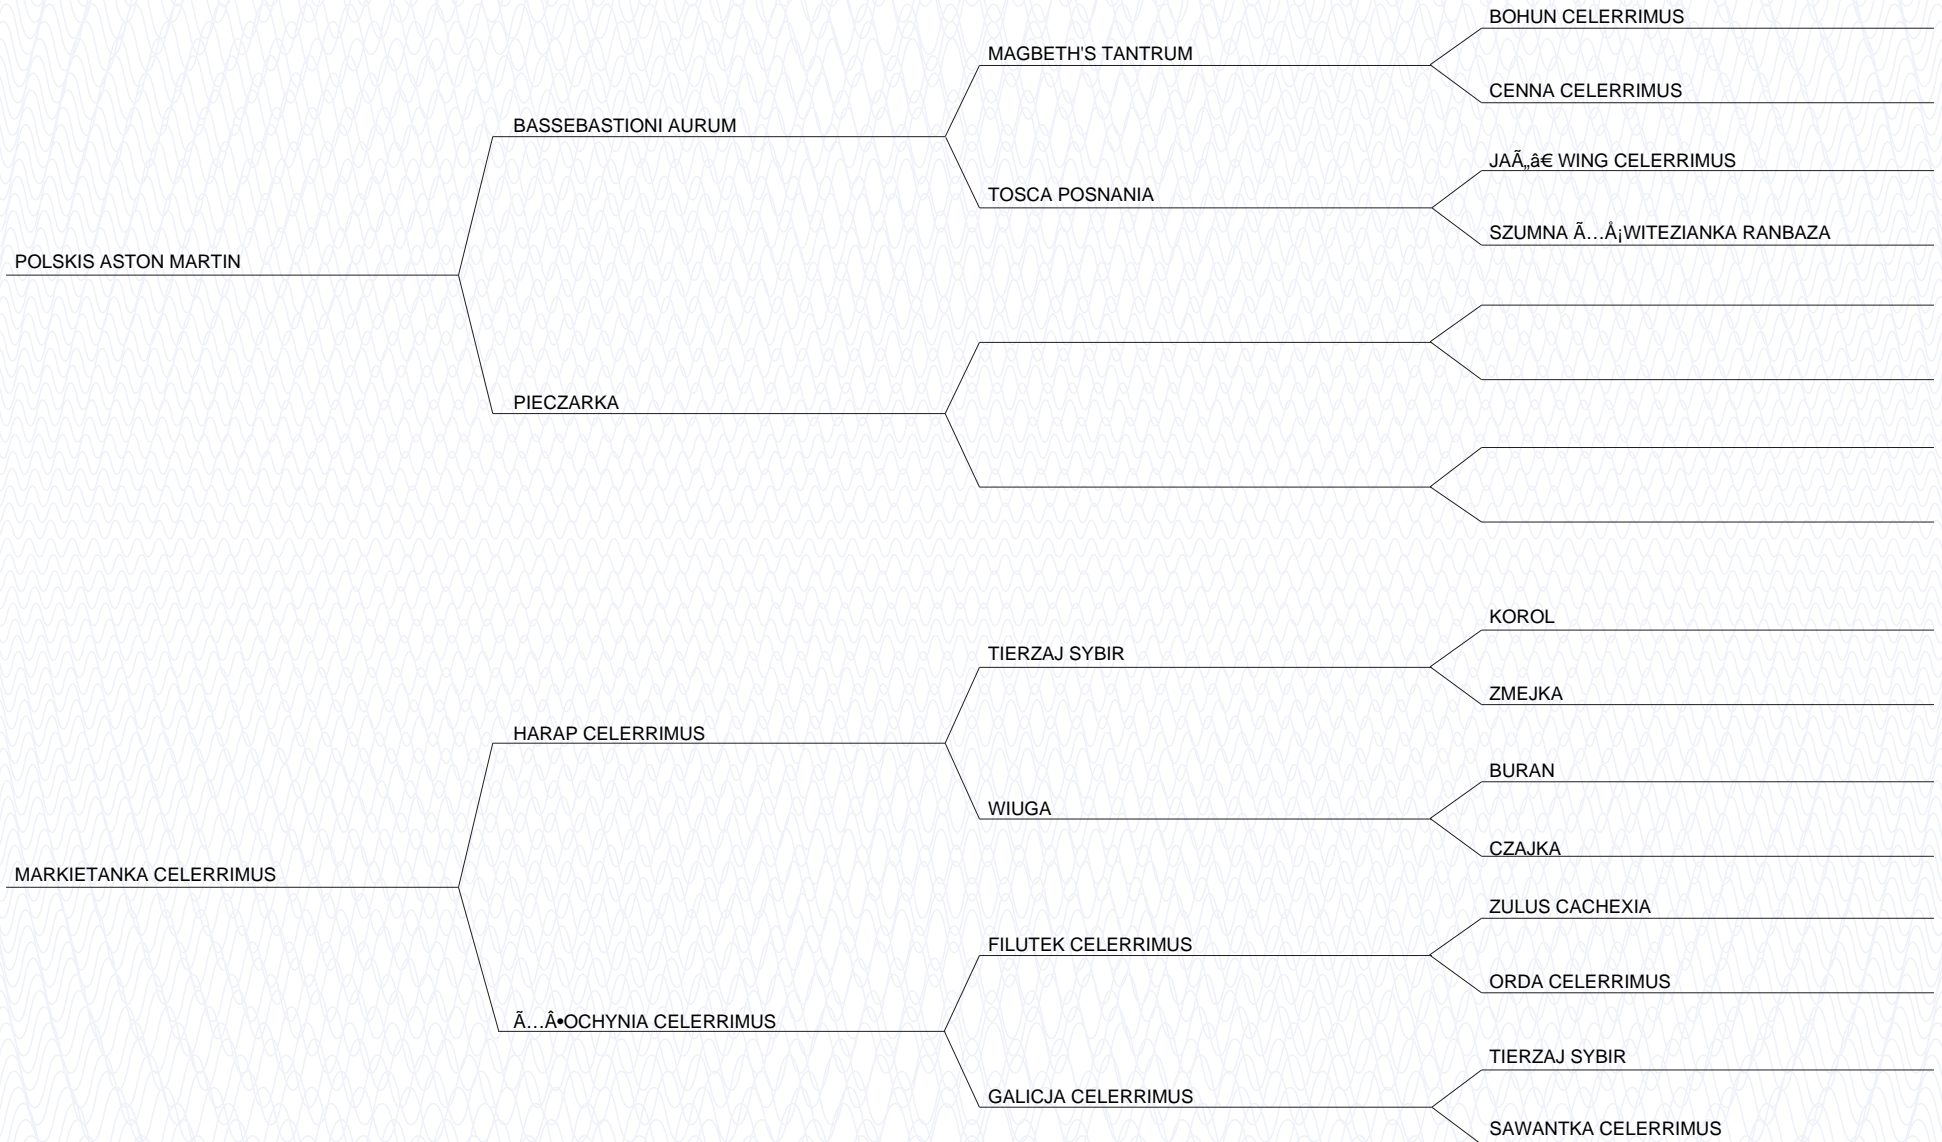 BOHUN CELERRIMUS
MAGBETH'S TANTRUM
CENNA CELERRIMUS
BASSEBASTIONI AURUM
JAÃ„â€ WING CELERRIMUS
TOSCA POSNANIA
SZUMNA Ã…Å¡WITEZIANKA RANBAZA
POLSKIS ASTON MARTIN
PIECZARKA
KOROL
TIERZAJ SYBIR
ZMEJKA
HARAP CELERRIMUS
BURAN
WIUGA
CZAJKA
MARKIETANKA CELERRIMUS
ZULUS CACHEXIA
FILUTEK CELERRIMUS
ORDA CELERRIMUS
Ã…Â•OCHYNIA CELERRIMUS
TIERZAJ SYBIR
GALICJA CELERRIMUS
SAWANTKA CELERRIMUS